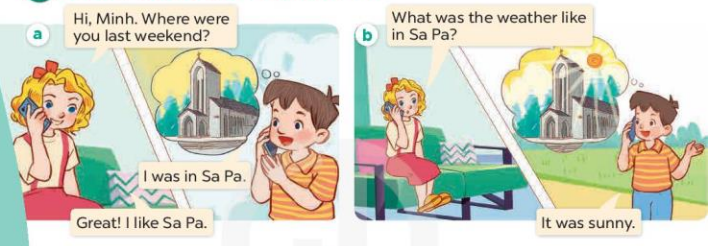 a
Hi, Minh. Where were
you last weekend?
I was in Sa Pa.
Great! I like Sa Pa.
b
What was the weather like
in Sa Pa?
It was sunny.